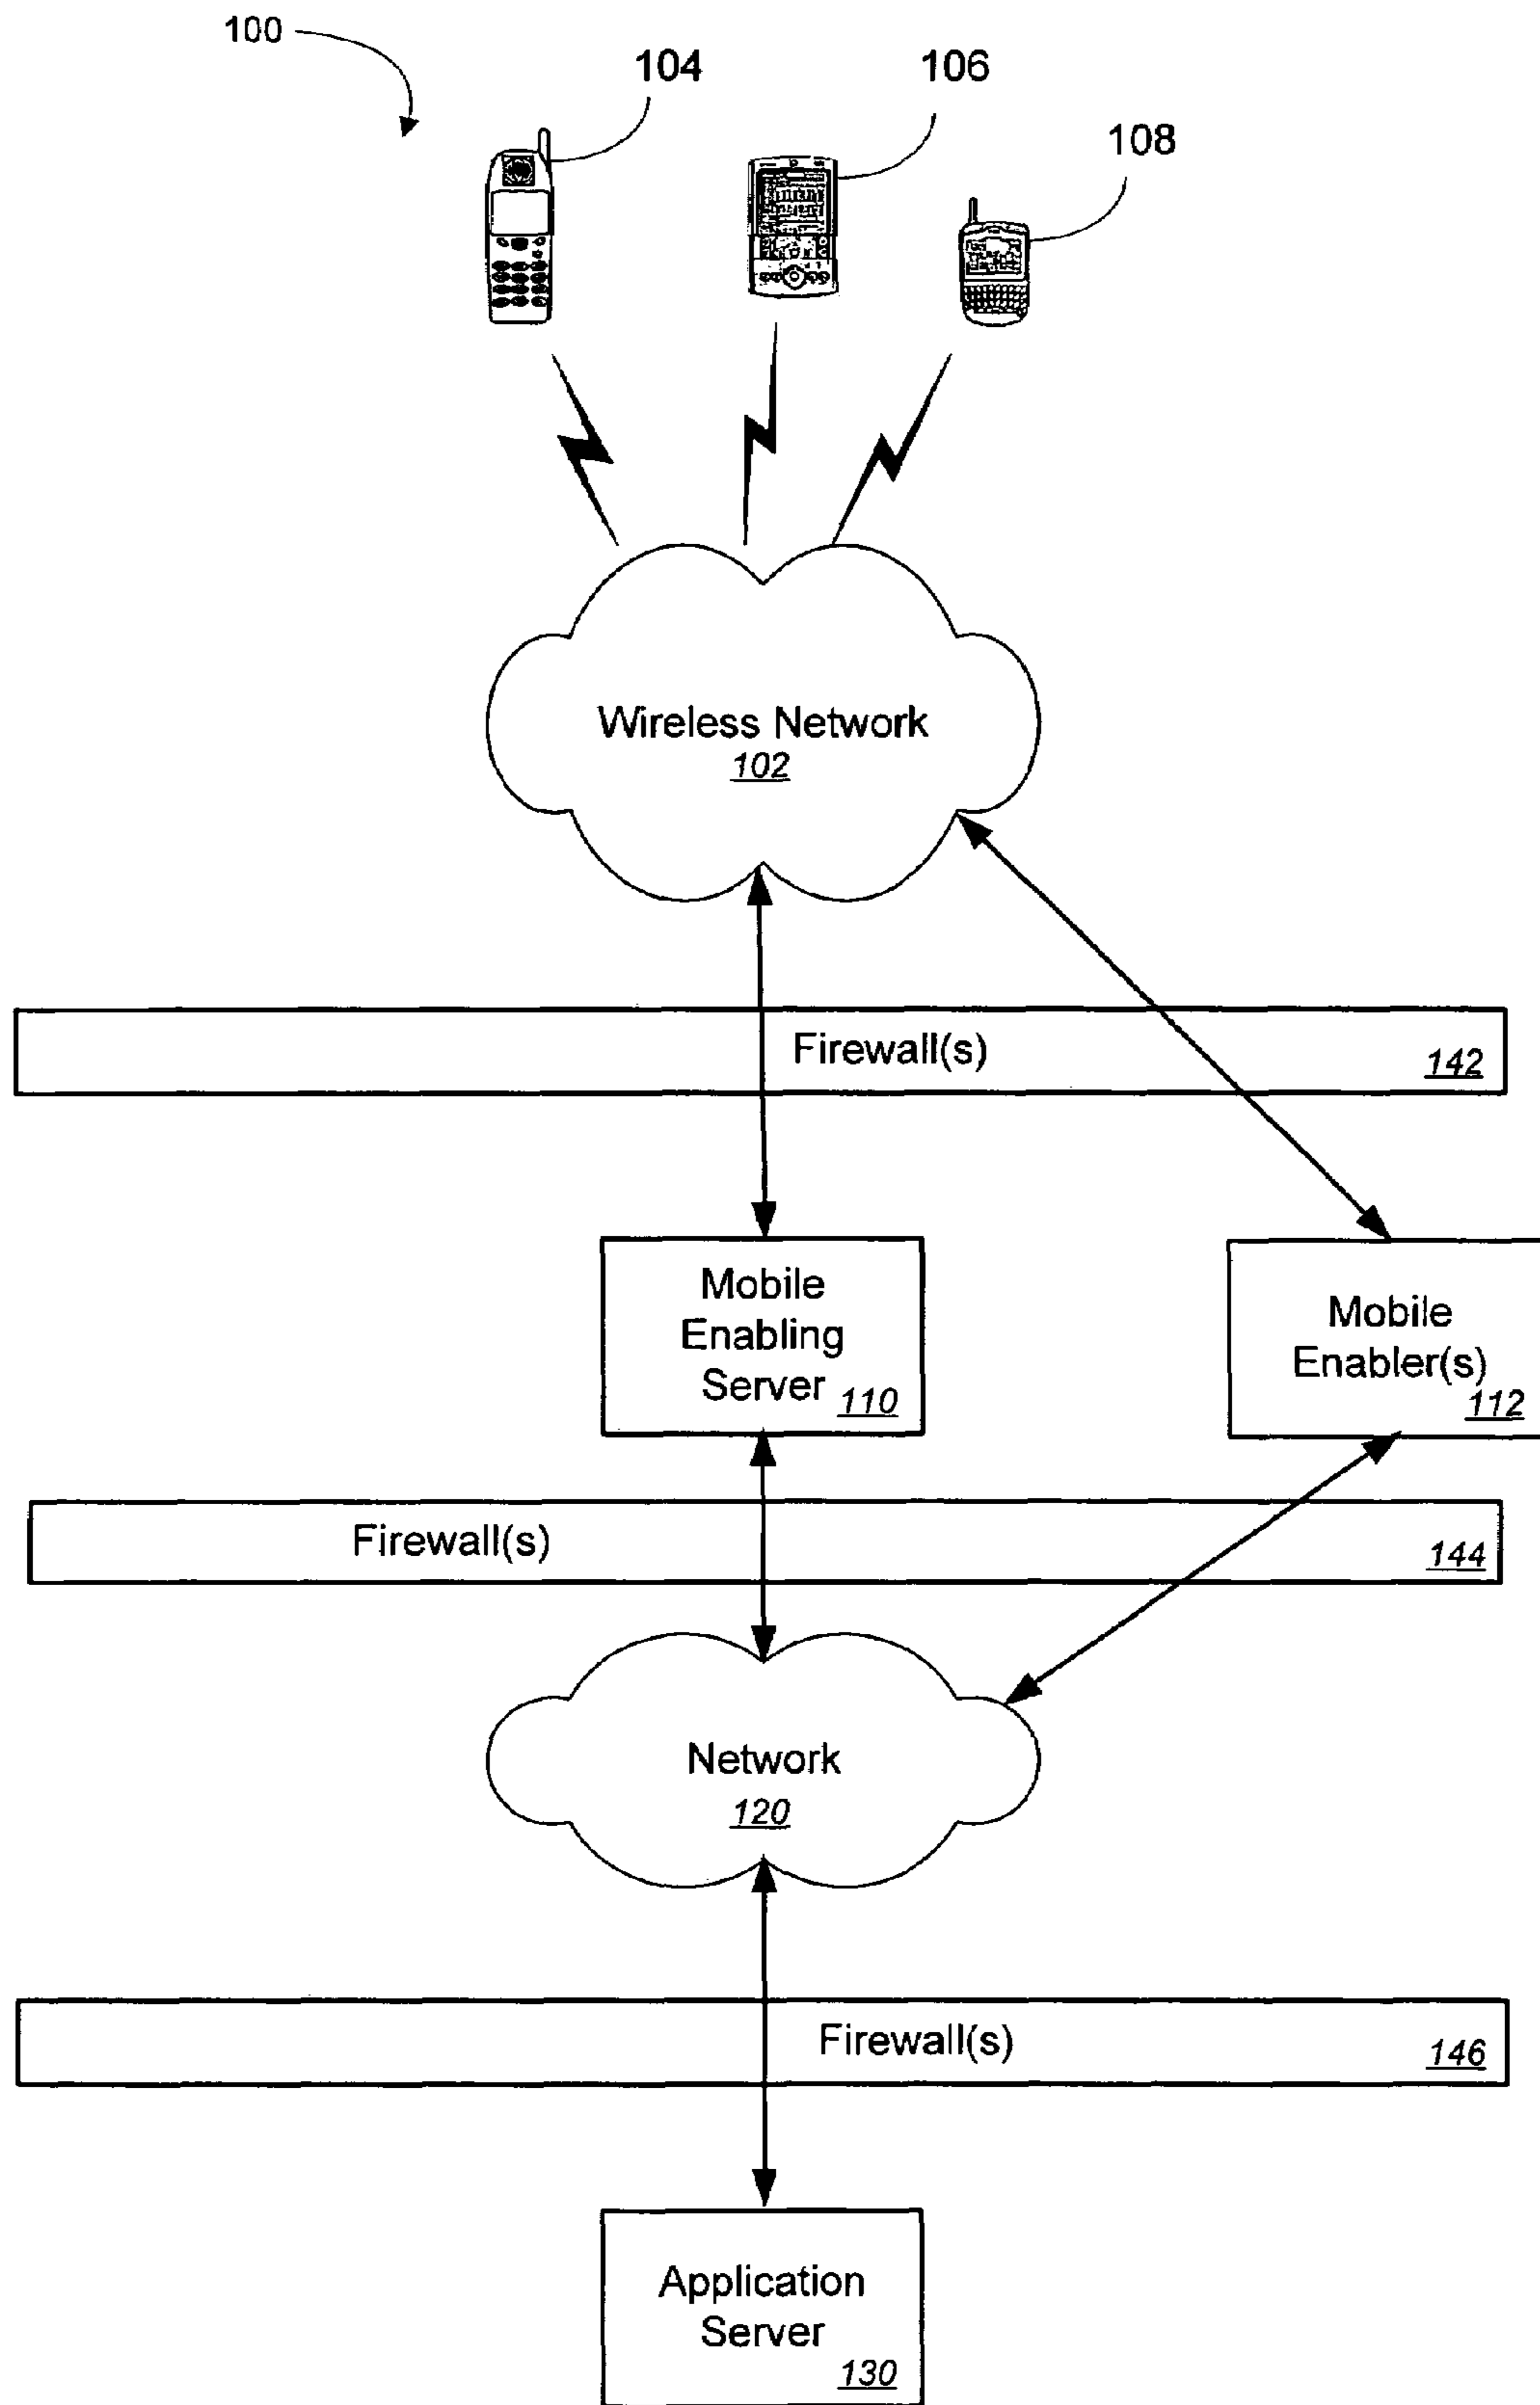 100
104
106
108
Wireless Network
102
Firewall(s)
142
Mobile
Enabling
Server 110
Mobile
Enabler(s)
112
Firewall(s)
144
Network
120
Firewall(s)
146
Application
Server
130